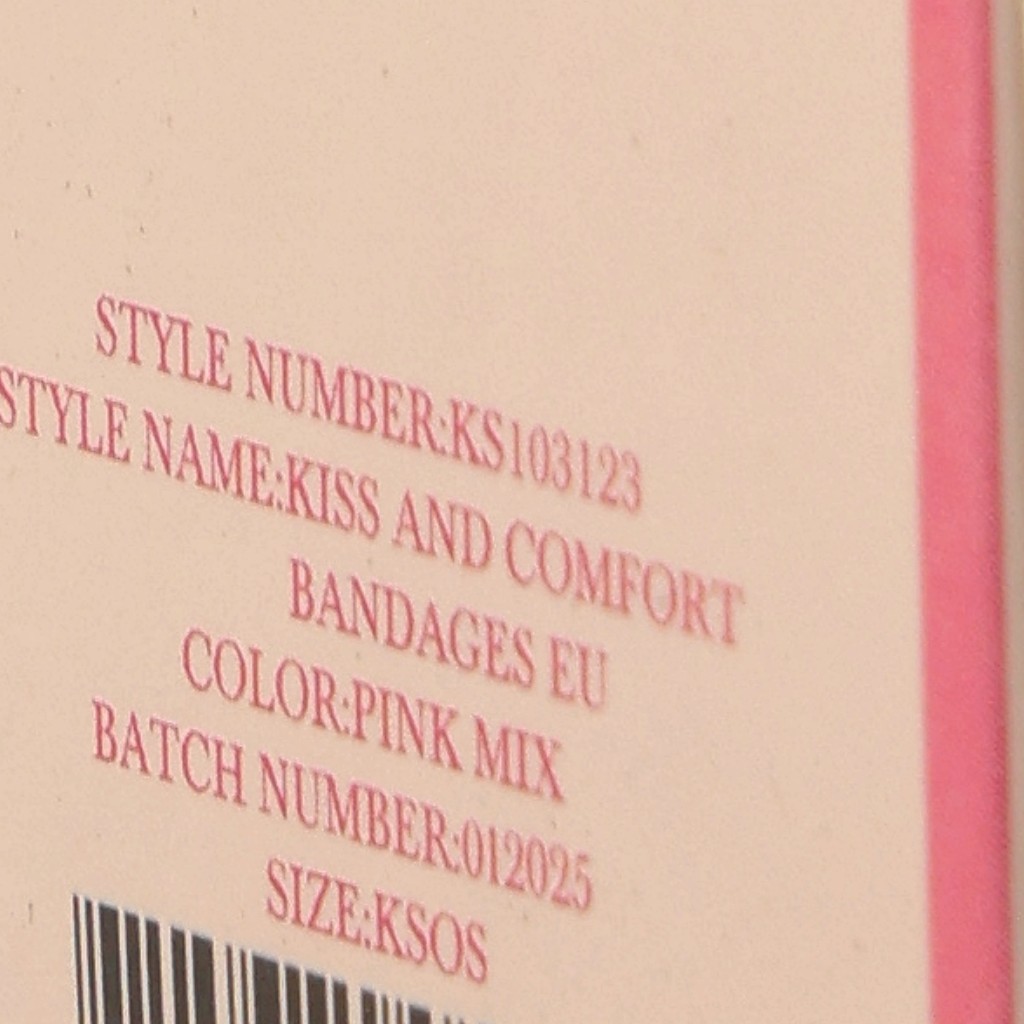 STYLE NUMBER:KS103123
STYLE NAME:KISS AND COMFORT
BANDAGES EU
COLOR:PINK MIX
BATCH NUMBER:012025
SIZE:KSOS